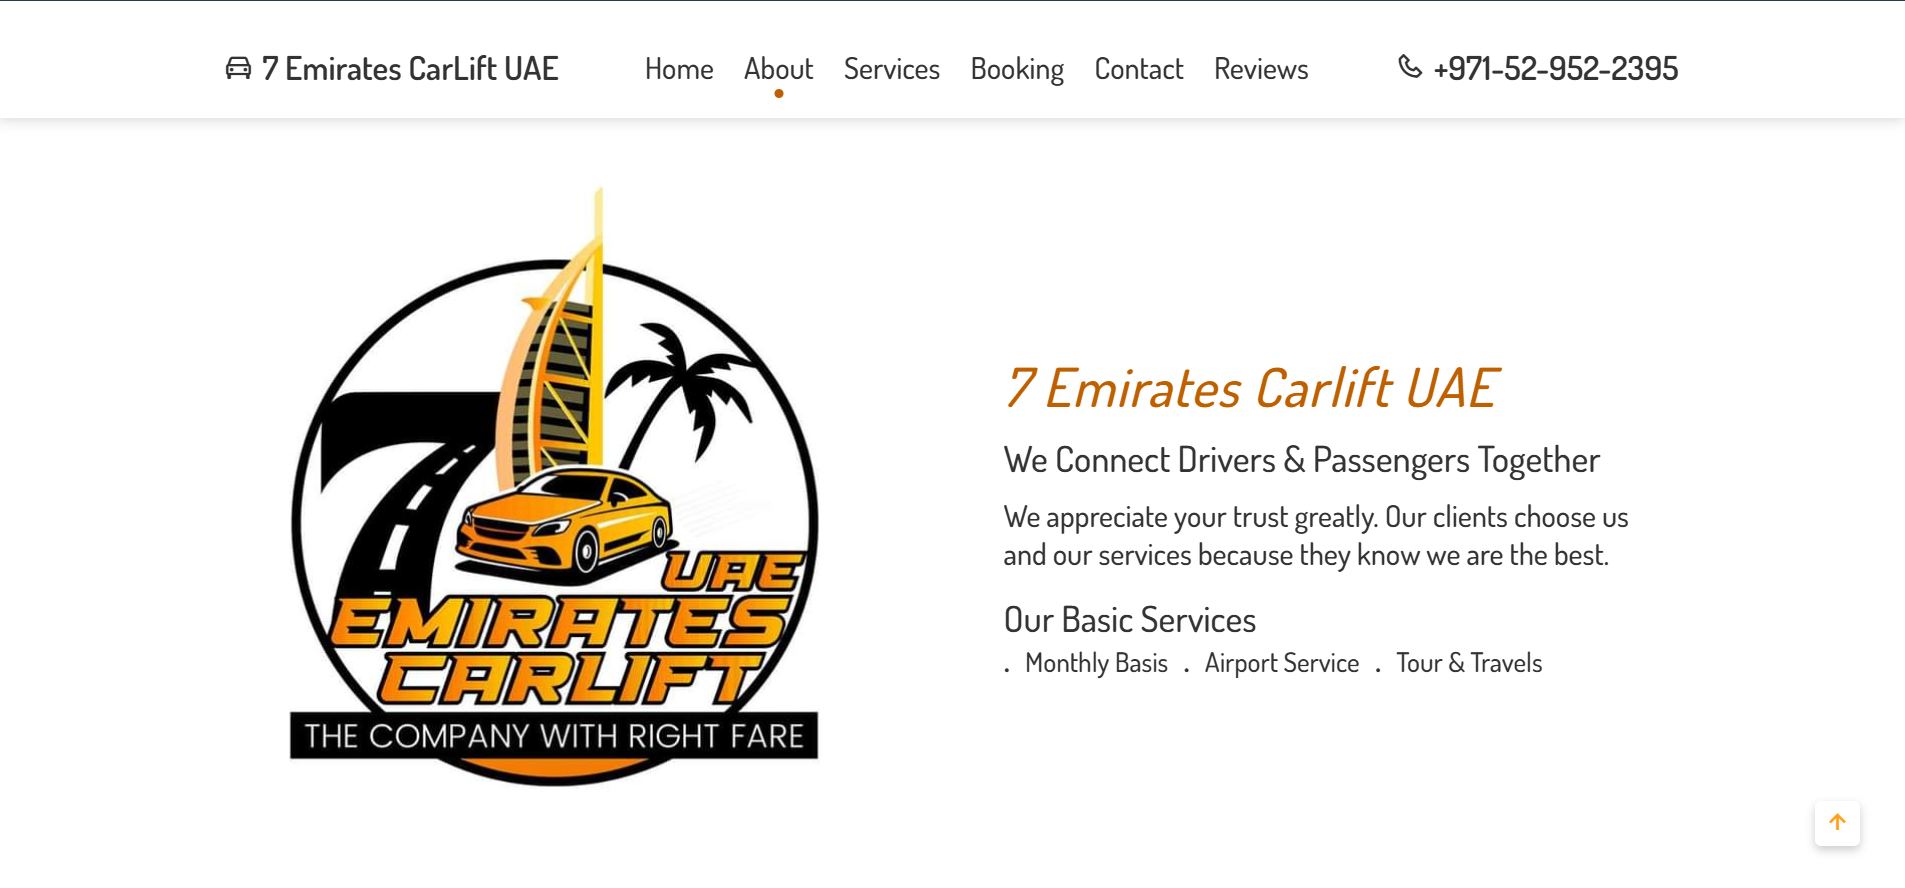 7 Emirates CarLift UAE
Home About Services Booking Contact Reviews
+971-52-952-2395
7
UAE
EMIRATES
CARLIFT
THE COMPANY WITH RIGHT FARE
7 Emirates Carlift UAE
We Connect Drivers & Passengers Together
We appreciate your trust greatly. Our clients choose us
and our services because they know we are the best.
Our Basic Services
. Monthly Basis . Airport Service . Tour & Travels